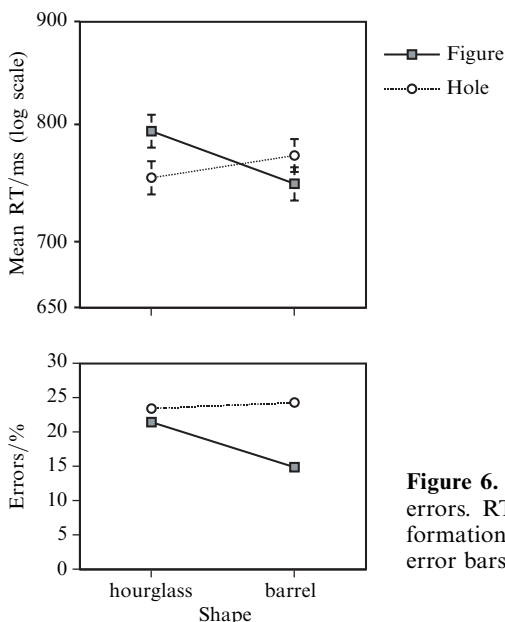 900
800
700
650
Mean RT/ms (log scale)
Figure
Hole
30
25
20
15
10
5
0
Errors/%
hourglass barrel
Shape
Figure 6.
errors. RT
formation
error bars